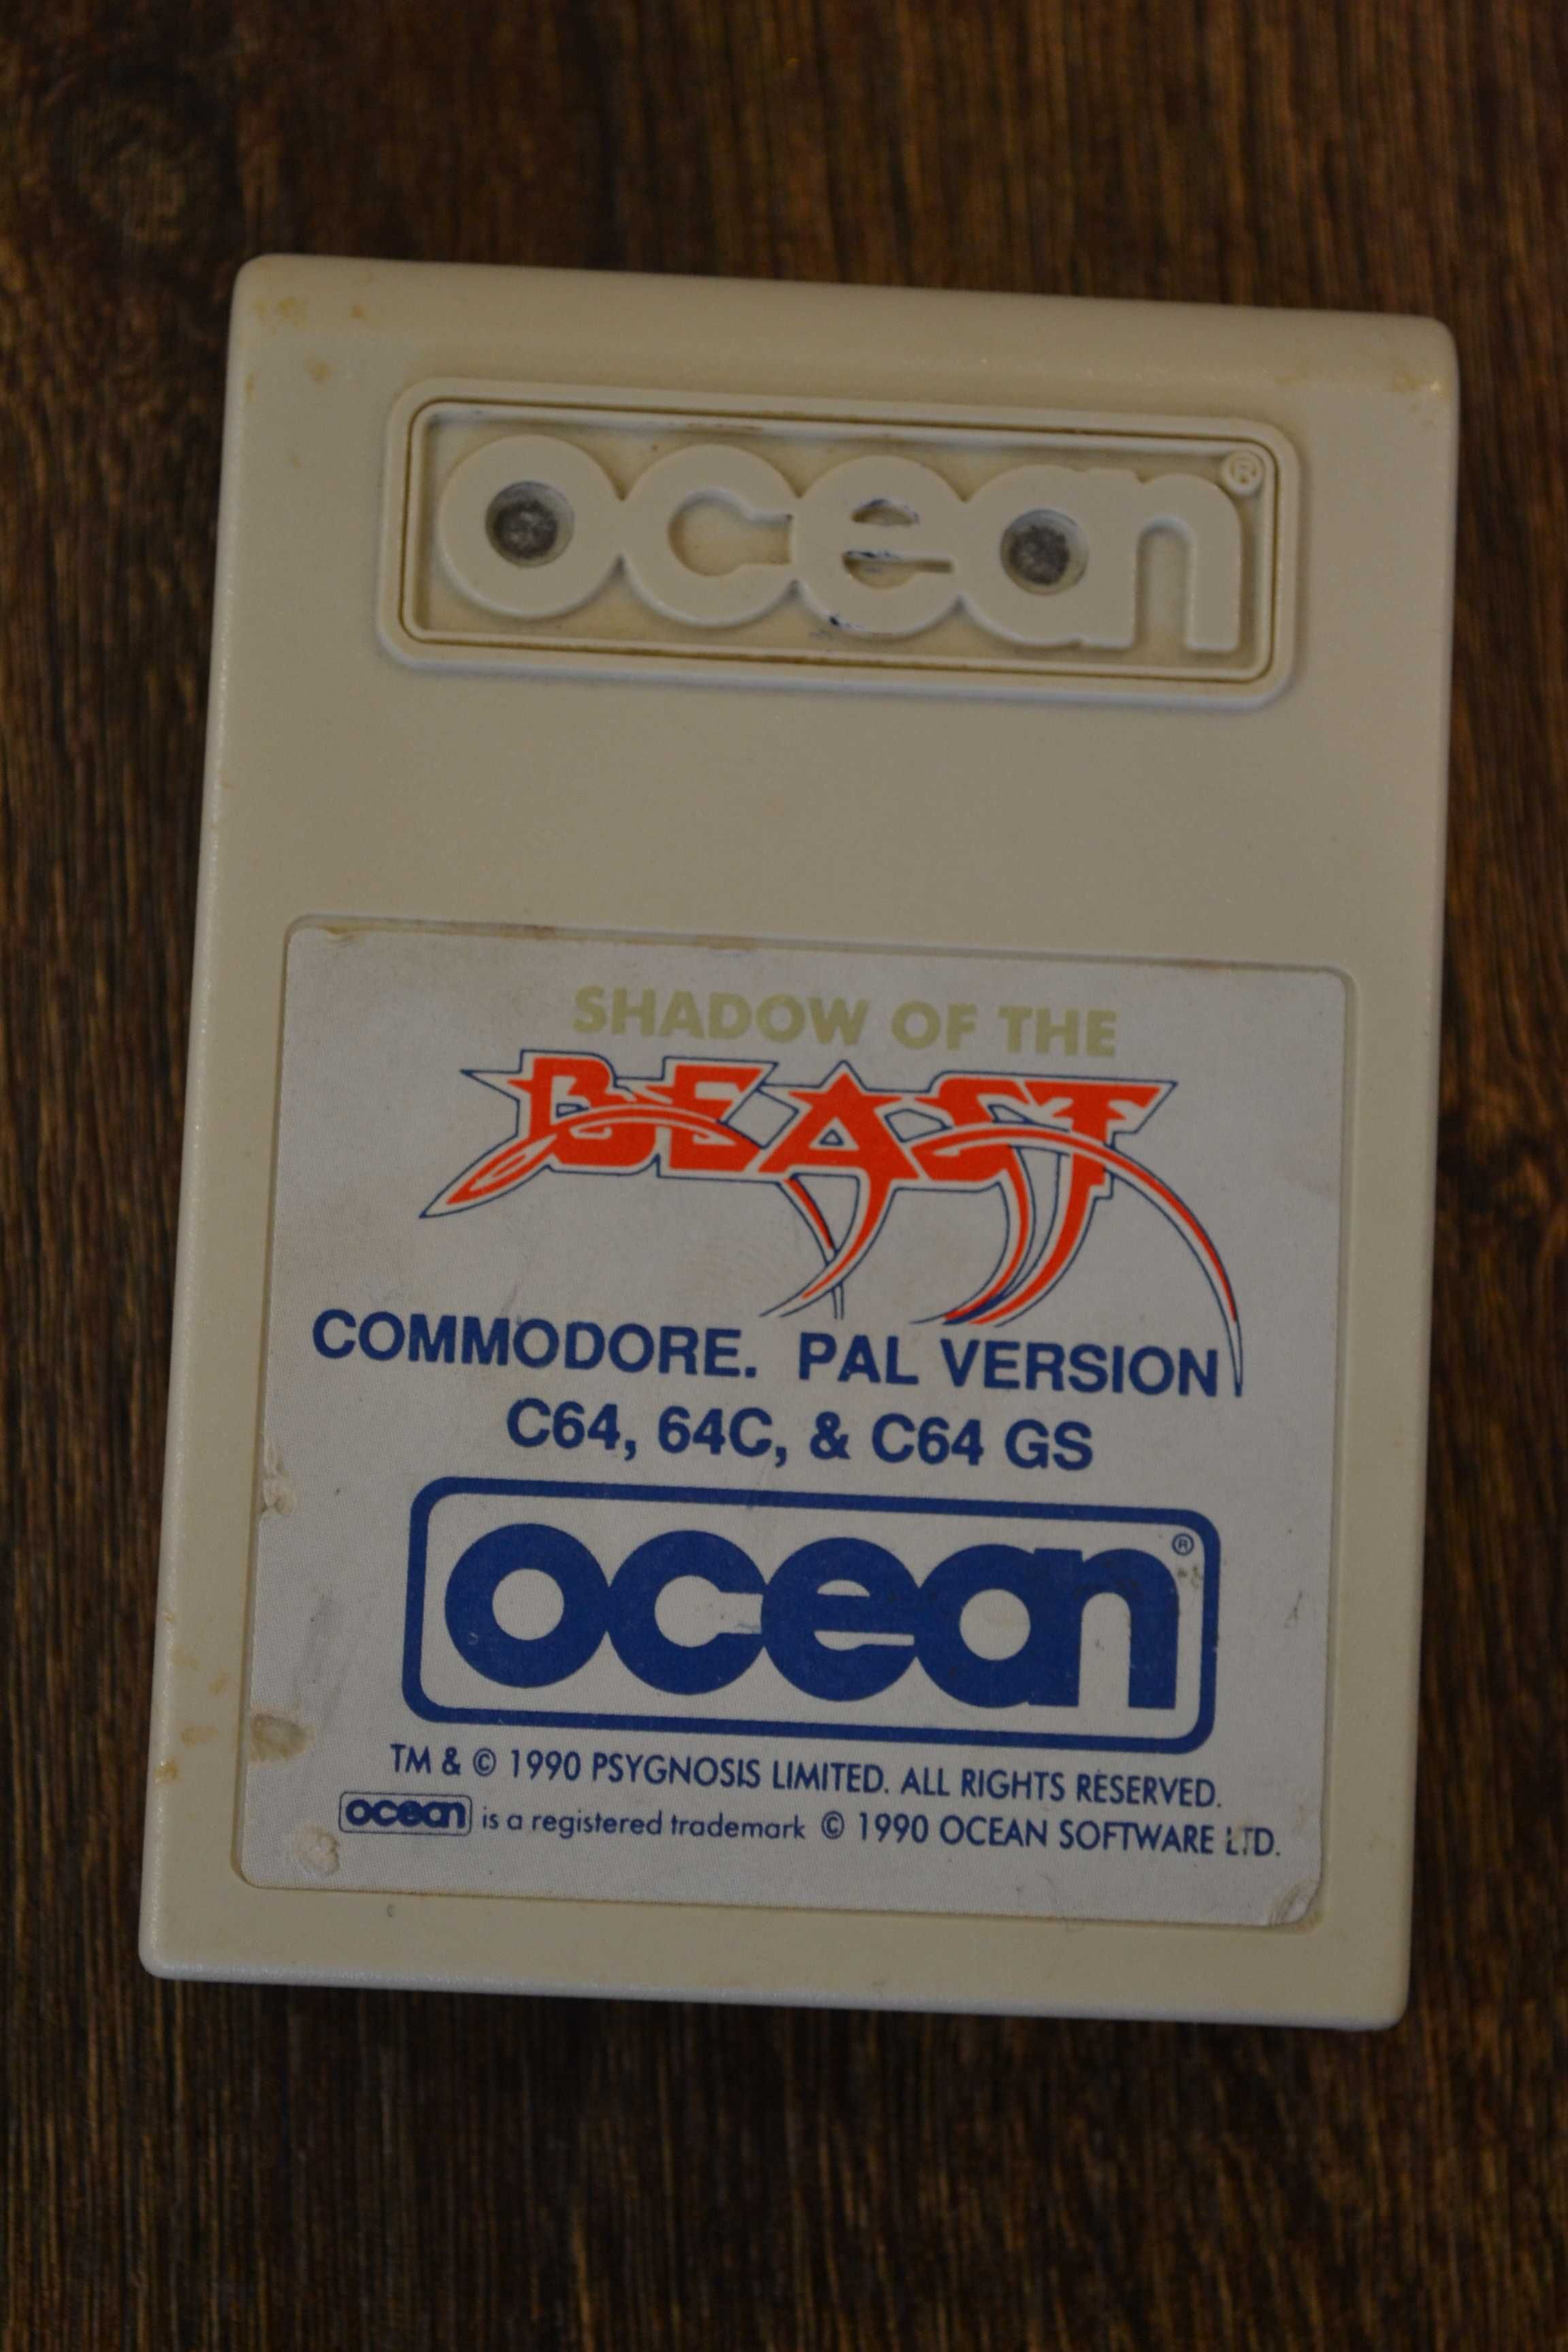 ocean®
SHADOW OF THE
BEAST
COMMODORE. PAL VERSION
C64, 64C, & C64 GS
ocean®
TM & © 1990 PSYGNOSIS LIMITED. ALL RIGHTS RESERVED.
ocean is a registered trademark © 1990 OCEAN SOFTWARE LTD.